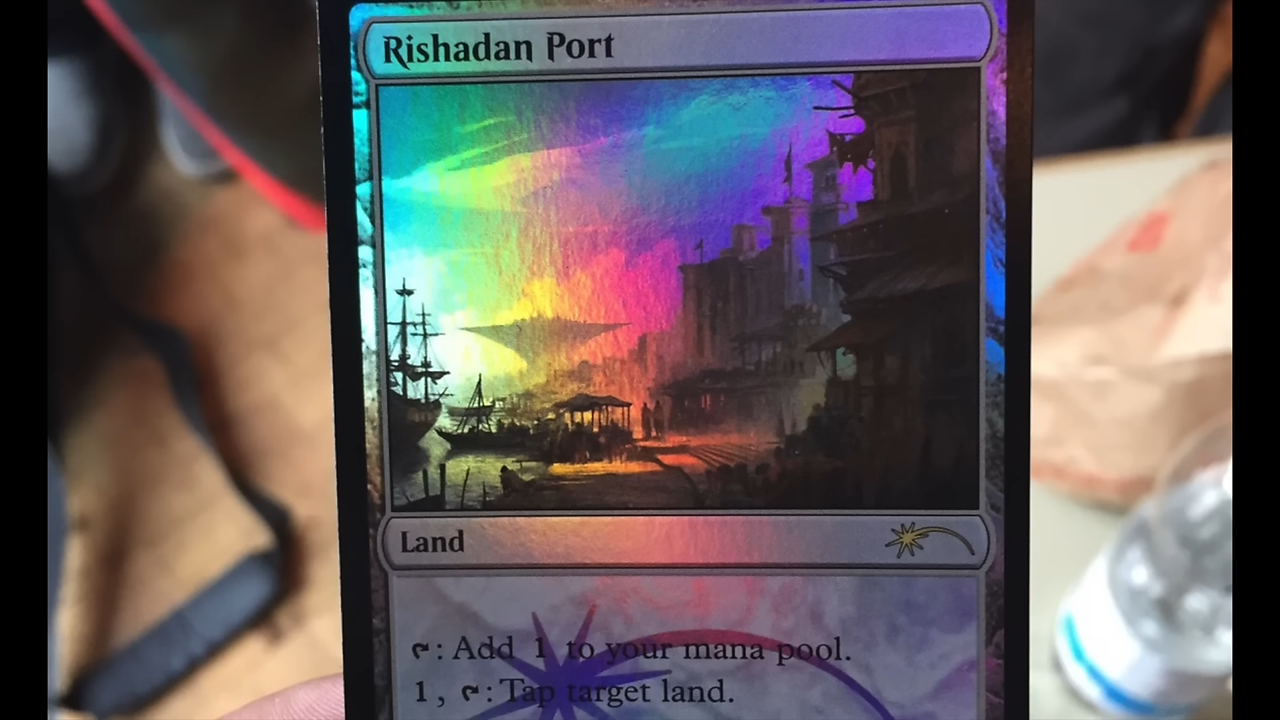 Rishadan Port
Land
: Add 1 to your mana pool.
1, : Tap target land.